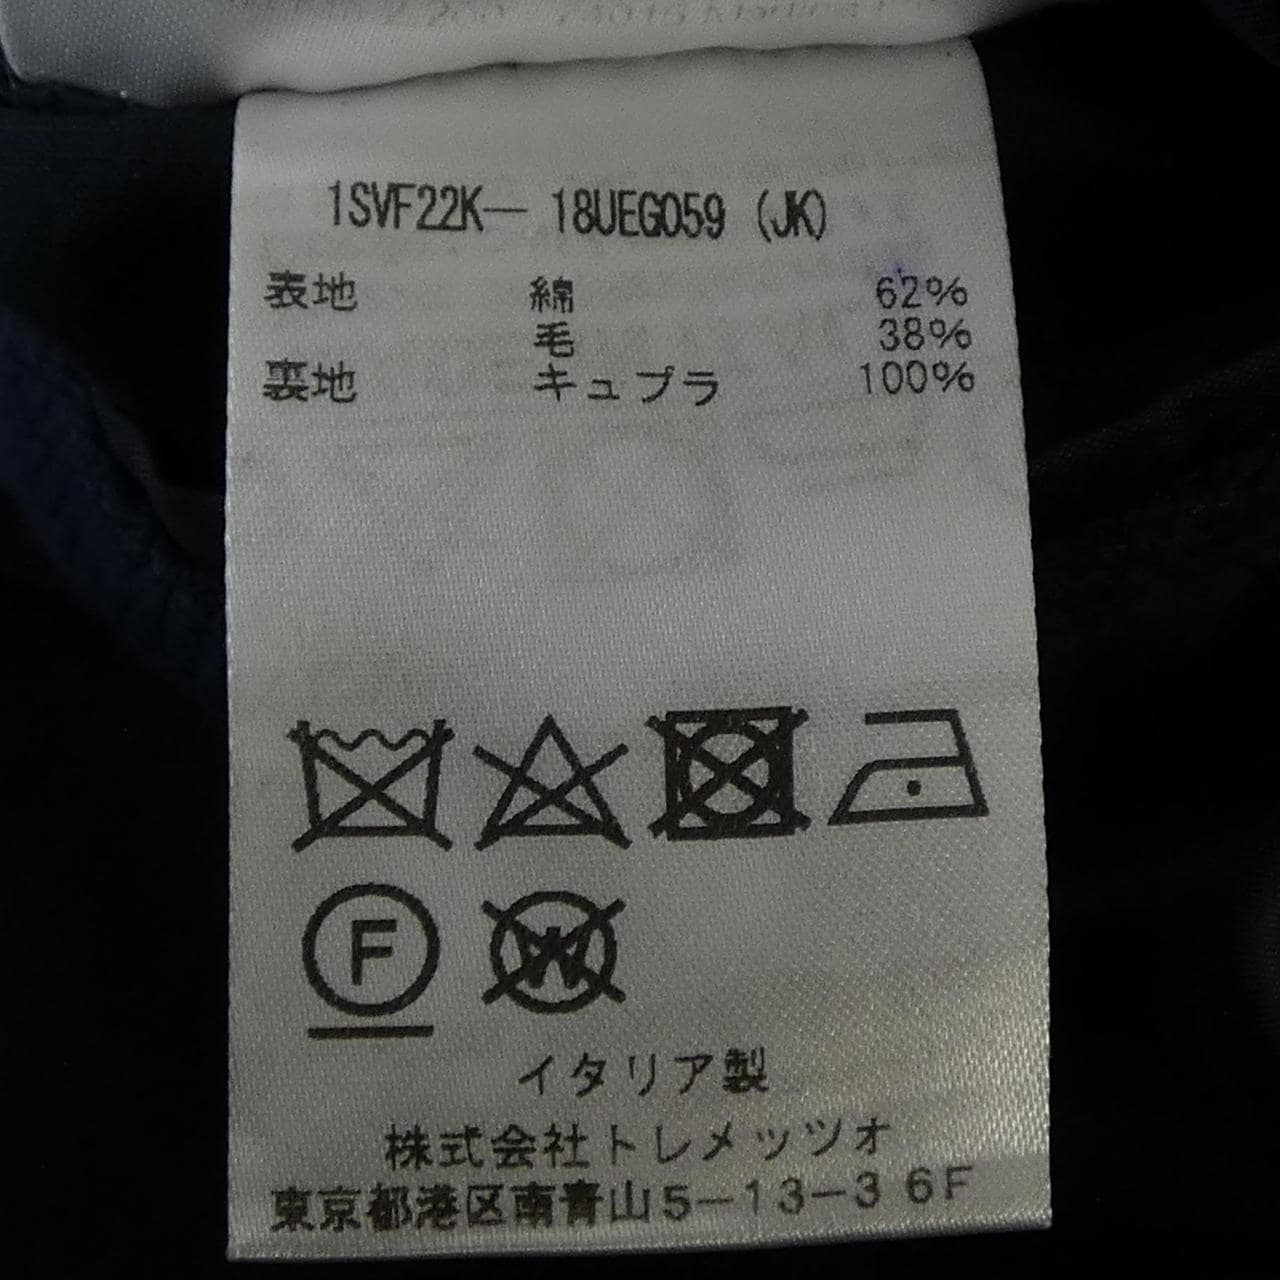 1SVF22K— 18UEG059 (JK)
表地 綿 62%
毛 38%
裏地 キュプラ 100%
F
W
イタリア製
株式会社トレメッツォ
東京都港区南青山5−13−3 6F